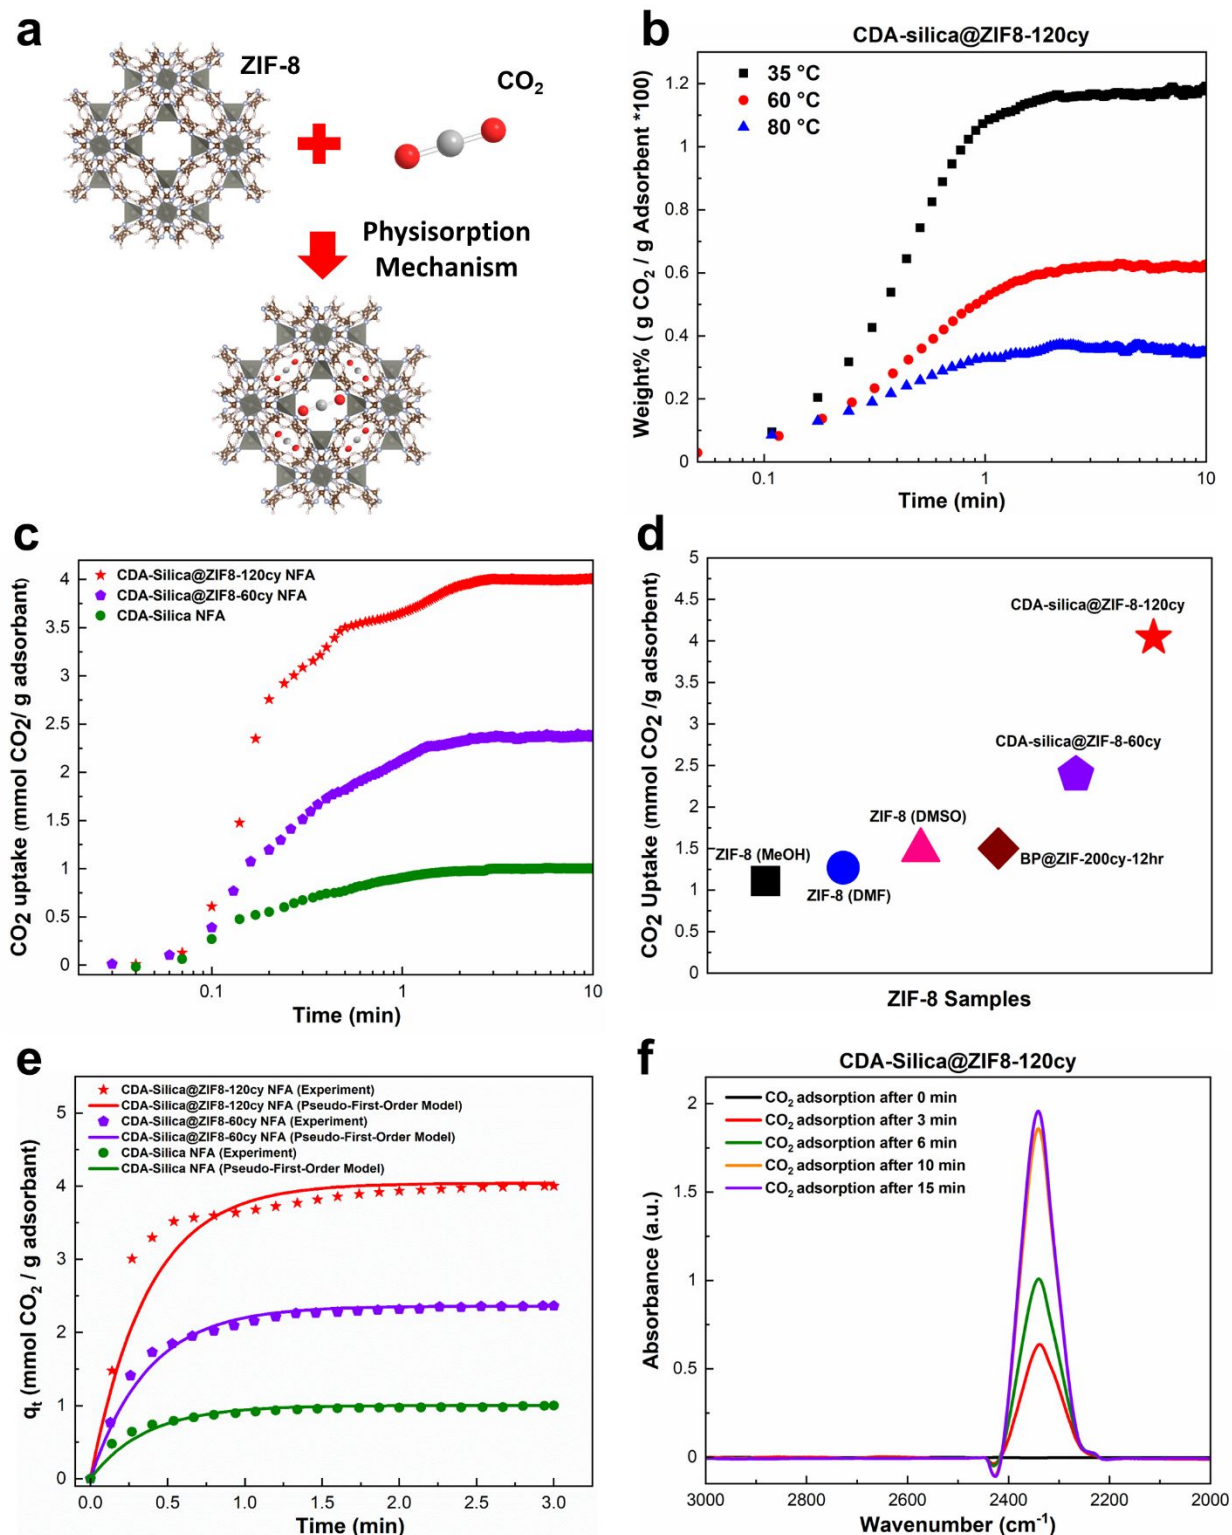 a
ZIF-8
CO2
Physisorption
Mechanism
b
CDA-silica@ZIF8-120cy
35 °C
60 °C
80 °C
Weight% ( g CO2 / g Adsorbent *100)
1.2
0.8
0.6
0.4
0.2
0
0.1
1
10
Time (min)
c
CDA-Silica@ZIF8-120cy NFA
CDA-Silica@ZIF8-60cy NFA
CDA-Silica NFA
CO2 uptake (mmol CO2/ g adsorbant)
4
3.5
3
2.5
2
1.5
1
0.5
0
0.1
1
10
Time (min)
d
CO2 Uptake (mmol CO2 /g adsorbent)
5
4.5
4
3.5
3
2.5
2
1.5
1
0.5
0
CDA-silica@ZIF-8-120cy
CDA-silica@ZIF-8-60cy
ZIF-8 (DMSO)
ZIF-8 (MeOH)
BP@ZIF-200cy-12hr
ZIF-8 (DMF)
ZIF-8 Samples
e
CDA-Silica@ZIF8-120cy NFA (Experiment)
CDA-Silica@ZIF8-120cy NFA (Pseudo-First-Order Model)
CDA-Silica@ZIF8-60cy NFA (Experiment)
CDA-Silica@ZIF8-60cy NFA (Pseudo-First-Order Model)
CDA-Silica NFA (Experiment)
CDA-Silica NFA (Pseudo-First-Order Model)
qt (mmol CO2 / g adsorbant)
5
4
3
2
1
0
0.0
0.5
1.0
1.5
2.0
2.5
3.0
Time (min)
f
CDA-Silica@ZIF8-120cy
CO2 adsorption after 0 min
CO2 adsorption after 3 min
CO2 adsorption after 6 min
CO2 adsorption after 10 min
CO2 adsorption after 15 min
Absorbance (a.u.)
2
1.5
1
0.5
0
3000
2800
2600
2400
2200
2000
Wavenumber (cm-1)